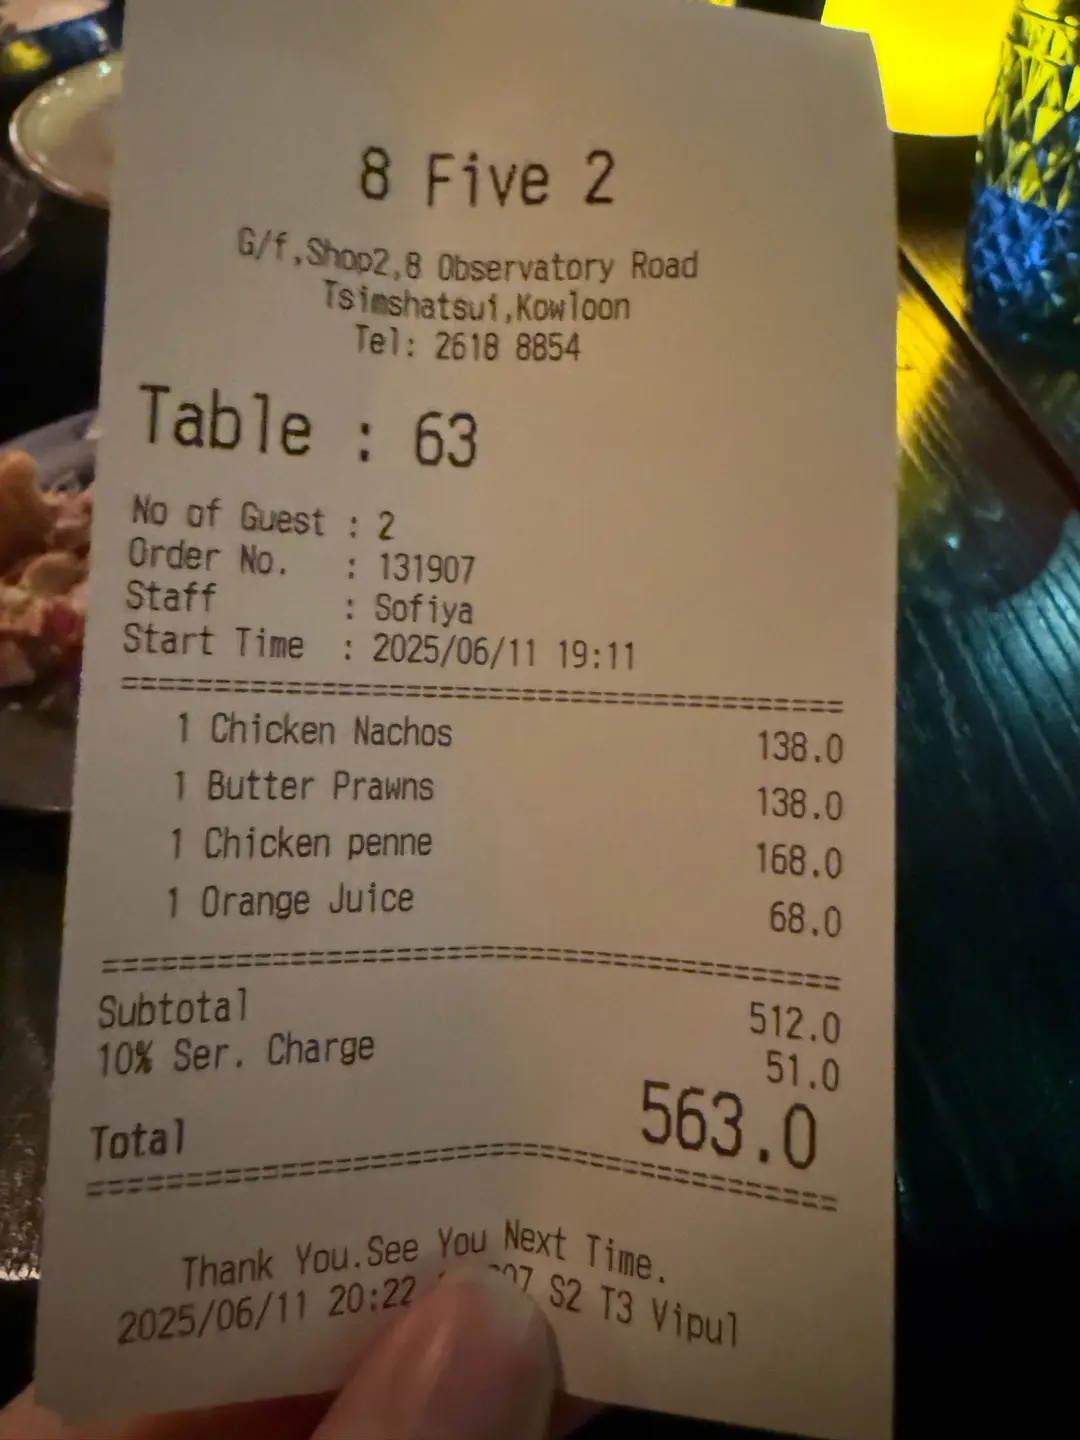 8 Five 2
G/f,Shop2,8 Observatory Road
Tsimshatsui,Kowloon
Tel: 2618 8854
Table : 63
No of Guest : 2
Order No. : 131907
Staff : Sofiya
Start Time : 2025/06/11 19:11
=======================================
1 Chicken Nachos 138.0
1 Butter Prawns 138.0
1 Chicken penne 168.0
1 Orange Juice 68.0
=======================================
Subtotal 512.0
10% Ser. Charge 51.0
Total 563.0
=======================================
Thank You.See You Next Time.
2025/06/11 20:22 S2 T3 Vipul